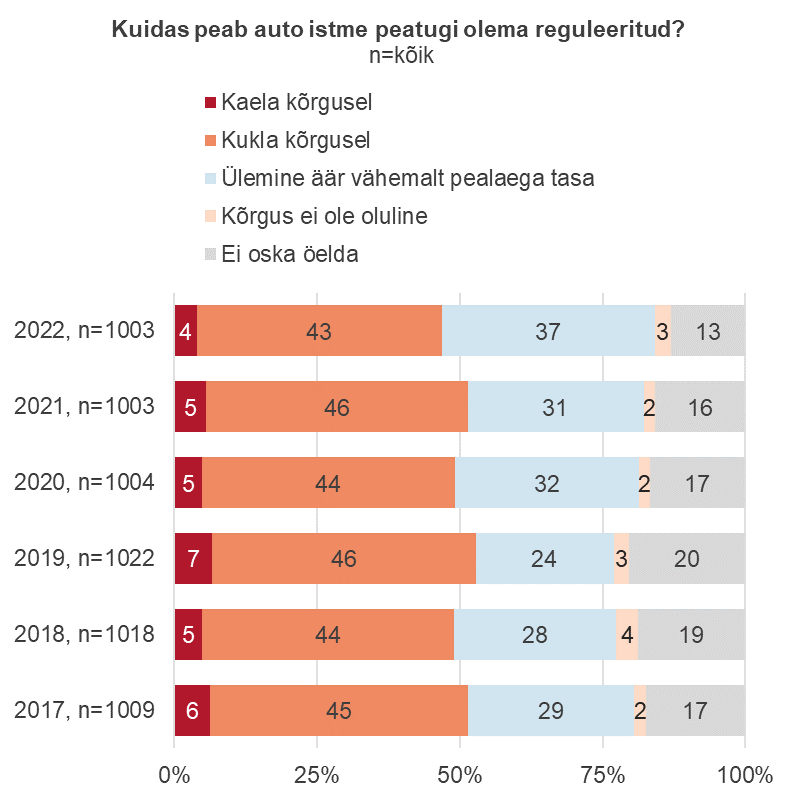 Kuidas peab auto istme peatugi olema reguleeritud?
n=kõik
Kaela kõrgusel
Kukla kõrgusel
Ülemine äär vähemalt pealaega tasa
Kõrgus ei ole oluline
Ei oska öelda
2022, n=1003 4 43 37 3 13
2021, n=1003 5 46 31 2 16
2020, n=1004 5 44 32 2 17
2019, n=1022 7 46 24 3 20
2018, n=1018 5 44 28 4 19
2017, n=1009 6 45 29 2 17
0% 25% 50% 75% 100%